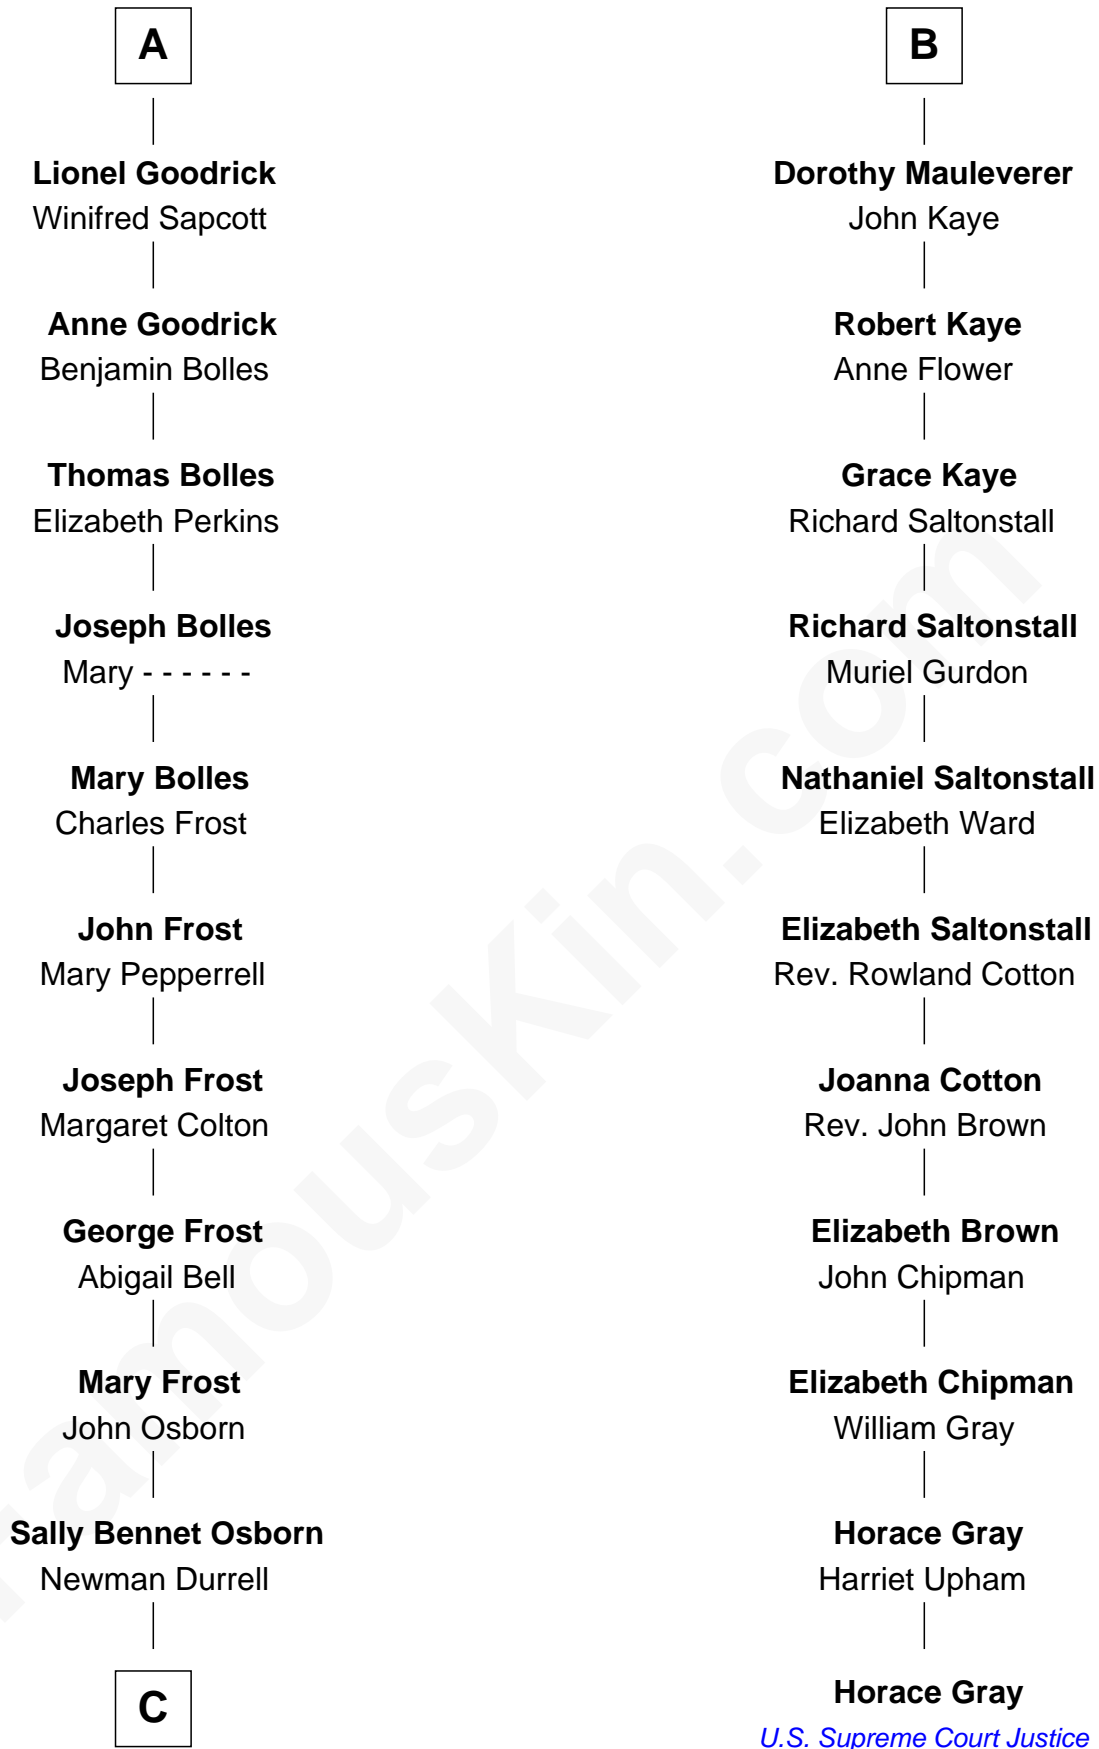 A
Lionel Goodrick
Winifred Sapcott
Anne Goodrick
Benjamin Bolles
Thomas Bolles
Elizabeth Perkins
Joseph Bolles
Mary - - - - - -
Mary Bolles
Charles Frost
John Frost
Mary Pepperrell
Joseph Frost
Margaret Colton
George Frost
Abigail Bell
Mary Frost
John Osborn
Sally Bennet Osborn
Newman Durrell
C
B
Dorothy Mauleverer
John Kaye
Robert Kaye
Anne Flower
Grace Kaye
Richard Saltonstall
Richard Saltonstall
Muriel Gurdon
Nathaniel Saltonstall
Elizabeth Ward
Elizabeth Saltonstall
Rev. Rowland Cotton
Joanna Cotton
Rev. John Brown
Elizabeth Brown
John Chipman
Elizabeth Chipman
William Gray
Horace Gray
Harriet Upham
Horace Gray
U.S. Supreme Court Justice
FamousKin.com